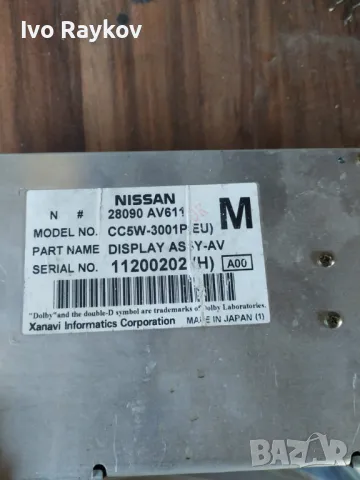 Ivo Raykov
NISSAN
N # 28090 AV611 M
MODEL NO. CC5W-3001P(EU)
PART NAME DISPLAY ASSY-AV
SERIAL NO. 11200202 (H) A00
"Dolby"and the double-D symbol are trademarks of Dolby Laboratories.
Xanavi Informatics Corporation MADE IN JAPAN (1)
bazar